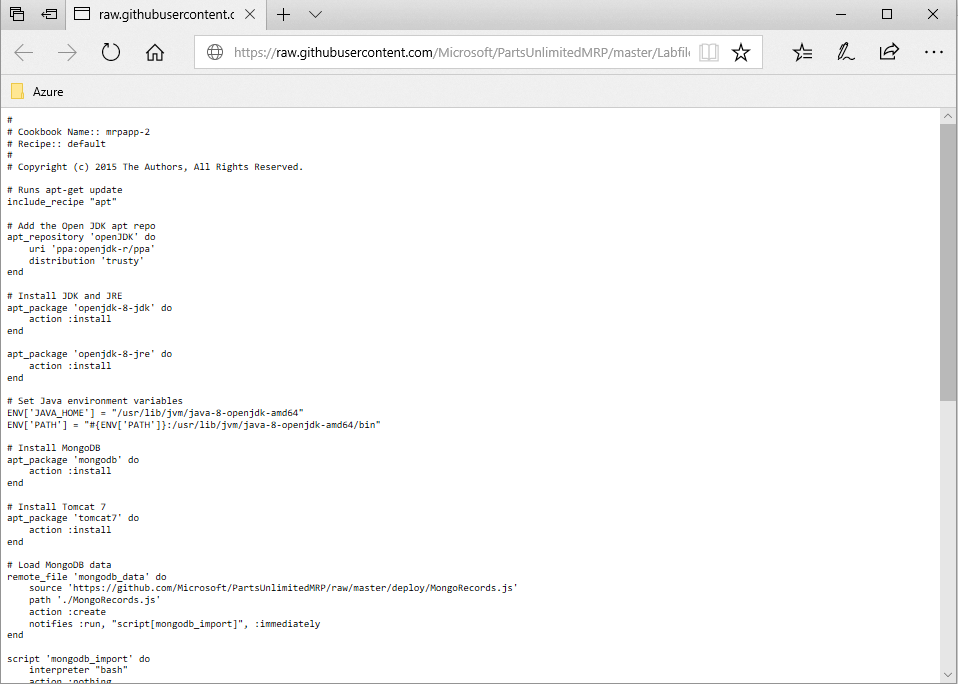 raw.githubusercontent.c
https://raw.githubusercontent.com/Microsoft/PartsUnlimitedMRP/master/Labfile
Azure
#
# Cookbook Name:: mrpapp-2
# Recipe:: default
#
# Copyright (c) 2015 The Authors, All Rights Reserved.
# Runs apt-get update
include_recipe "apt"
# Add the Open JDK apt repo
apt_repository 'openJDK' do
    uri 'ppa:openjdk-r/ppa'
    distribution 'trusty'
end
# Install JDK and JRE
apt_package 'openjdk-8-jdk' do
    action :install
end
apt_package 'openjdk-8-jre' do
    action :install
end
# Set Java environment variables
ENV['JAVA_HOME'] = "/usr/lib/jvm/java-8-openjdk-amd64"
ENV['PATH'] = "#{ENV['PATH']}:/usr/lib/jvm/java-8-openjdk-amd64/bin"
# Install MongoDB
apt_package 'mongodb' do
    action :install
end
# Install Tomcat 7
apt_package 'tomcat7' do
    action :install
end
# Load MongoDB data
remote_file 'mongodb_data' do
    source 'https://github.com/Microsoft/PartsUnlimitedMRP/raw/master/deploy/MongoRecords.js'
    path './MongoRecords.js'
    action :create
    notifies :run, "script[mongodb_import]", :immediately
end
script 'mongodb_import' do
    interpreter "bash"
    action :nothing